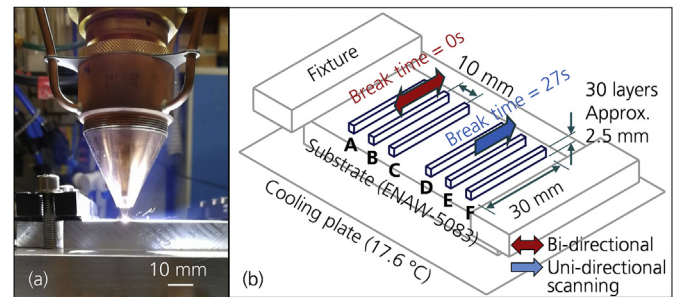 (a)
10 mm
Fixture
Break time = 0s
10 mm
Break time = 27s
30 layers
Approx.
2.5 mm
A
B
C
D
E
F
Substrate (ENAW-5083)
30 mm
Cooling plate (17.6 °C)
(b)
Bi-directional
Uni-directional
scanning